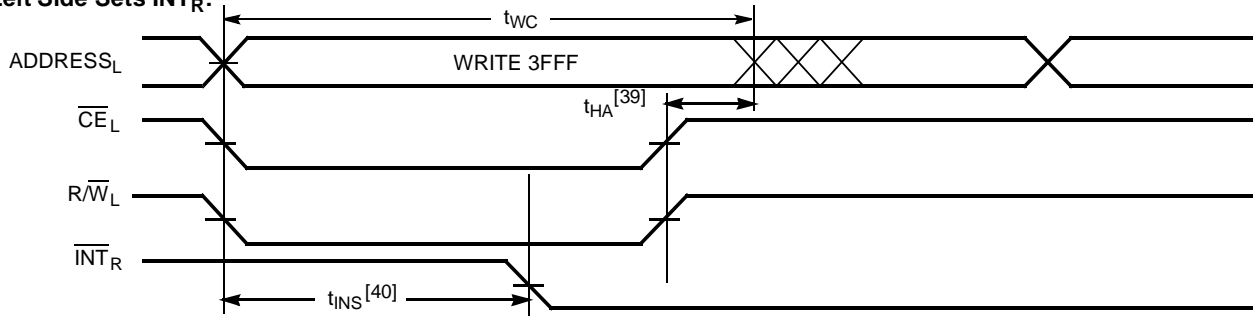 Left Side Sets INTR:
tWC
ADDRESSL
WRITE 3FFF
tHA[39]
CEL
R/WL
INTR
tINS[40]